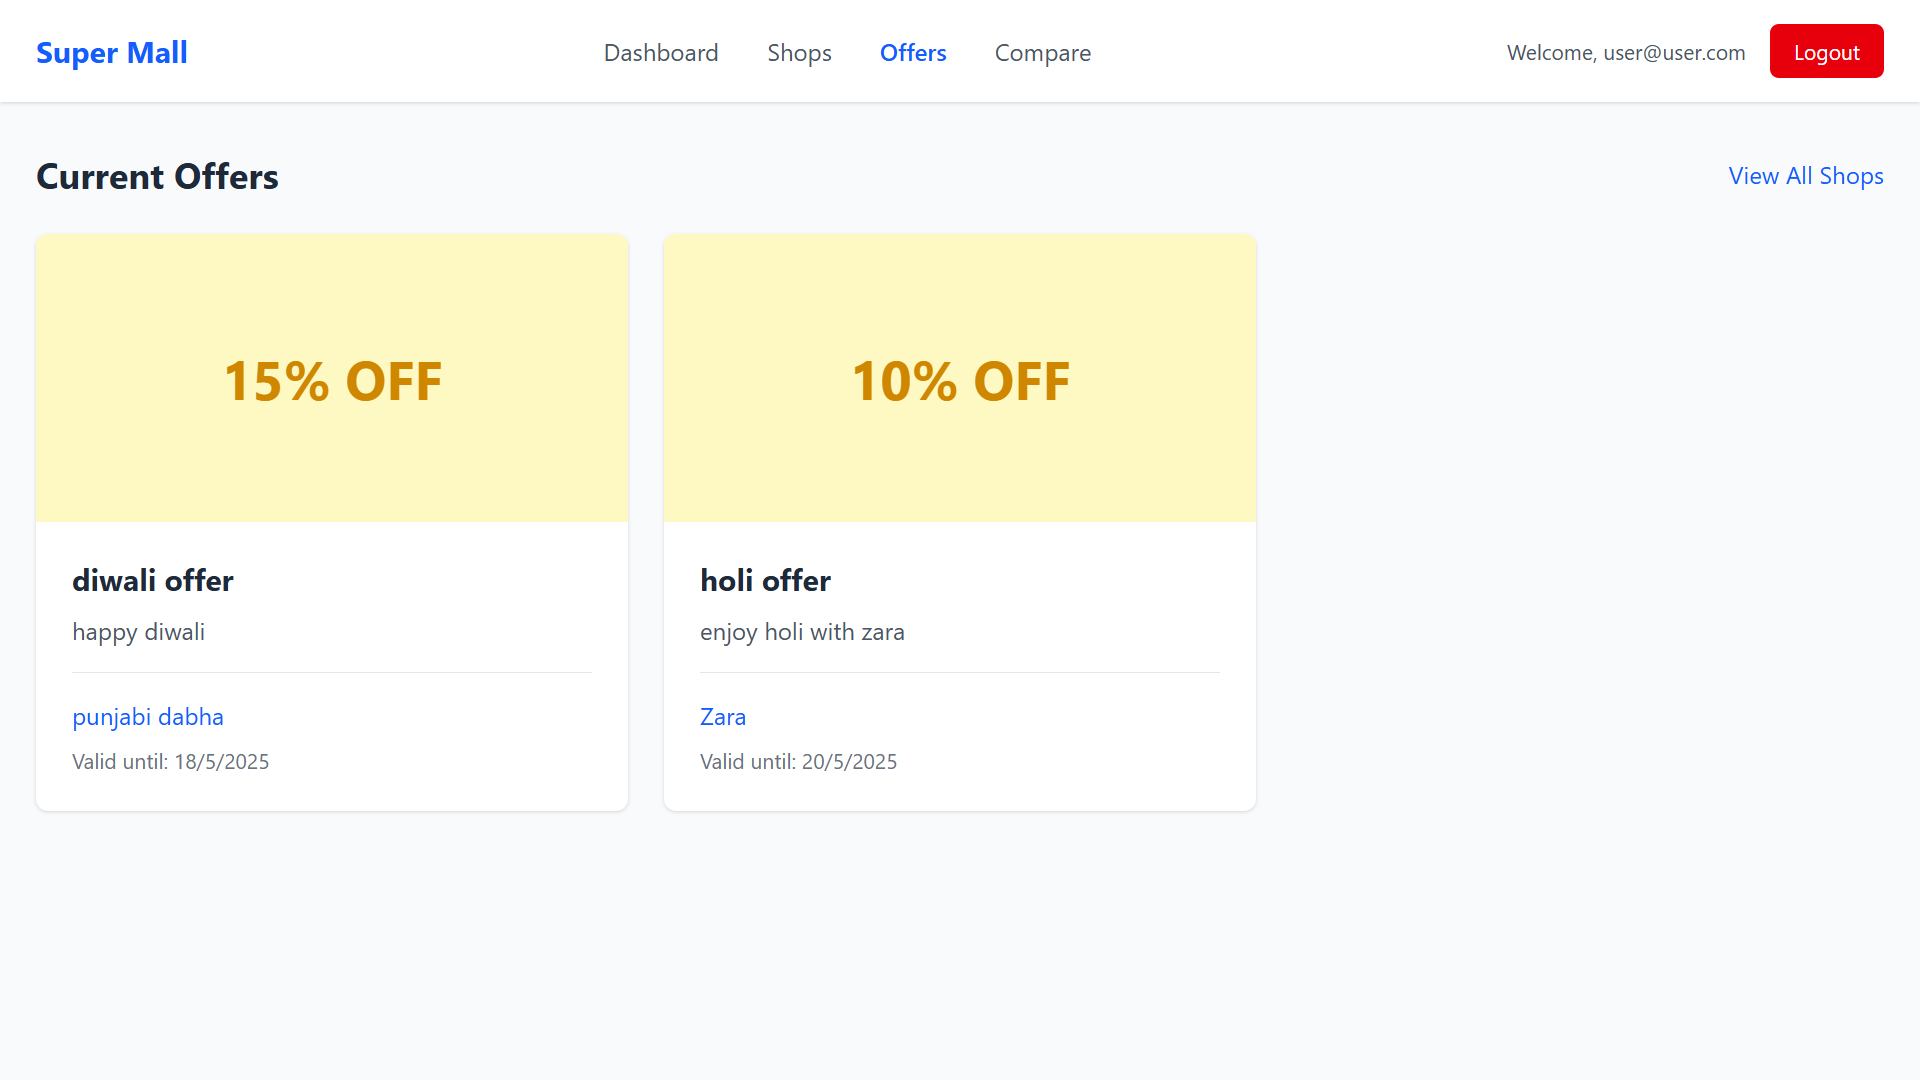 Super Mall
Dashboard Shops Offers Compare
Welcome, user@user.com
Logout
Current Offers
View All Shops
15% OFF
diwali offer
happy diwali
punjabi dabha
Valid until: 18/5/2025
10% OFF
holi offer
enjoy holi with zara
Zara
Valid until: 20/5/2025